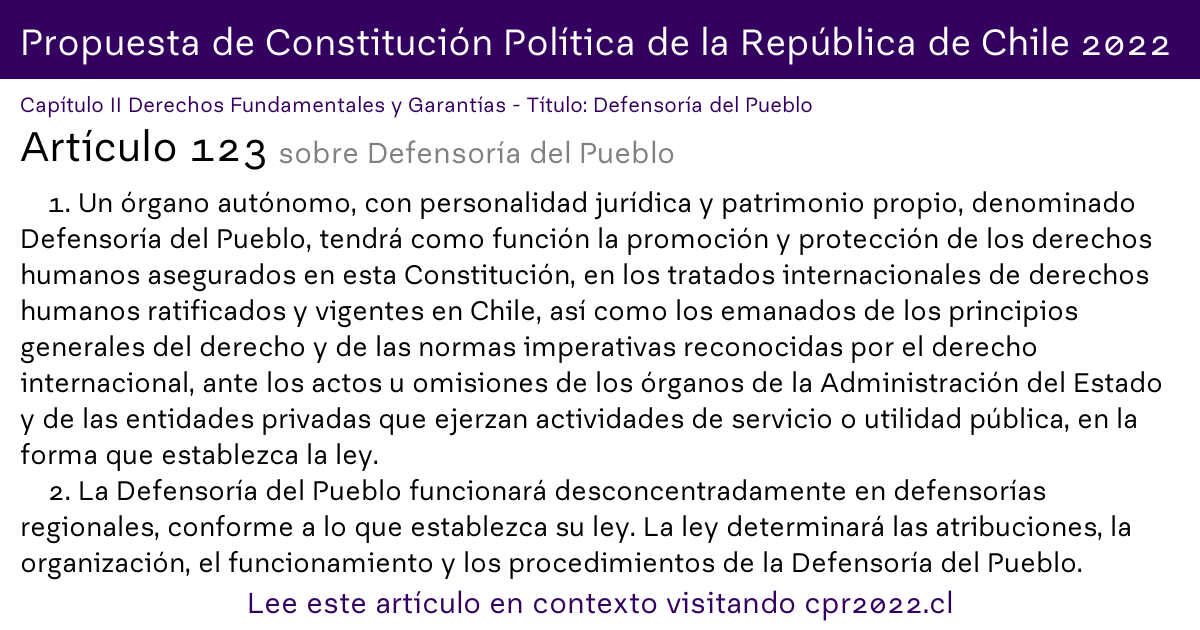 Propuesta de Constitución Política de la República de Chile 2022
Capítulo II Derechos Fundamentales y Garantías - Título: Defensoría del Pueblo
Artículo 123 sobre Defensoría del Pueblo
1. Un órgano autónomo, con personalidad jurídica y patrimonio propio, denominado
Defensoría del Pueblo, tendrá como función la promoción y protección de los derechos
humanos asegurados en esta Constitución, en los tratados internacionales de derechos
humanos ratificados y vigentes en Chile, así como los emanados de los principios
generales del derecho y de las normas imperativas reconocidas por el derecho
internacional, ante los actos u omisiones de los órganos de la Administración del Estado
y de las entidades privadas que ejerzan actividades de servicio o utilidad pública, en la
forma que establezca la ley.
2. La Defensoría del Pueblo funcionará desconcentradamente en defensorías
regionales, conforme a lo que establezca su ley. La ley determinará las atribuciones, la
organización, el funcionamiento y los procedimientos de la Defensoría del Pueblo.
Lee este artículo en contexto visitando cpr2022.cl